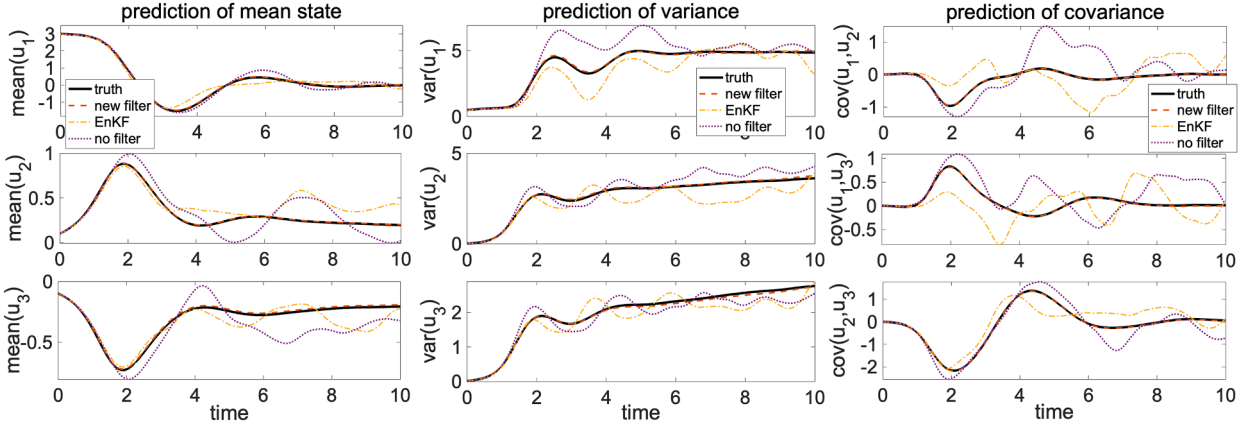 prediction of mean state
mean(u1)
3
2
1
0
-1
truth
new filter
EnKF
no filter
0 2 4 6 8 10
mean(u2)
1
0.5
0
0 2 4 6 8 10
mean(u3)
0
-0.5
0 2 4 6 8 10
time
prediction of variance
var(u1)
5
0
truth
new filter
EnKF
no filter
0 2 4 6 8 10
var(u2)
5
0
0 2 4 6 8 10
var(u3)
2
0
0 2 4 6 8 10
time
prediction of covariance
cov(u1,u2)
1
0
-1
truth
new filter
EnKF
no filter
0 2 4 6 8 10
cov(u1,u3)
1
0.5
0
-0.5
0 2 4 6 8 10
cov(u2,u3)
1
0
-1
-2
0 2 4 6 8 10
time